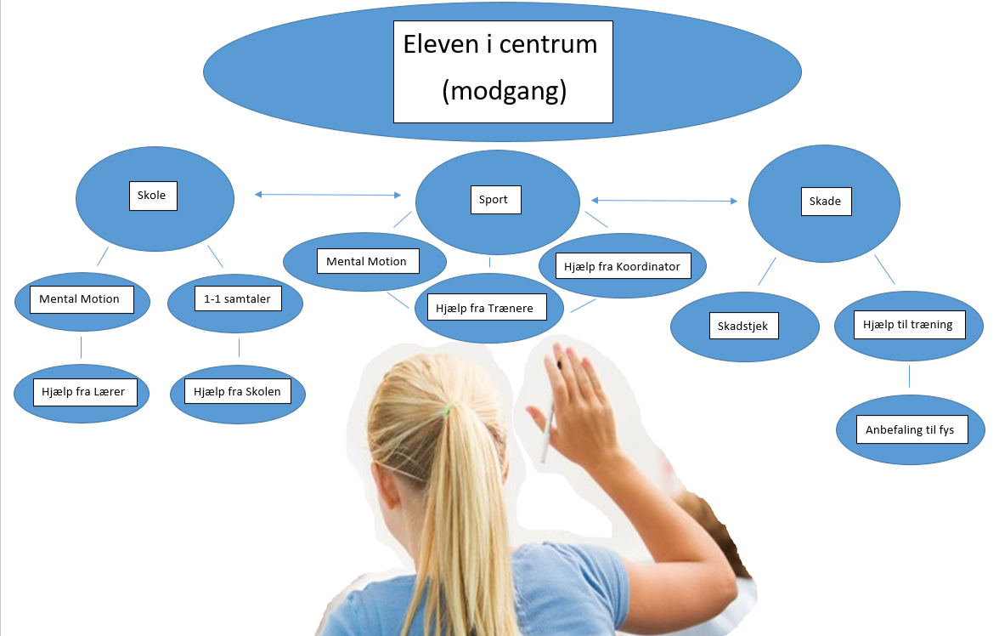 Eleven i centrum
(modgang)
Skole
Sport
Skade
Mental Motion
1-1 samtaler
Hjælp fra Lærer
Hjælp fra Skolen
Mental Motion
Hjælp fra Trænere
Hjælp fra Koordinator
Skadstjek
Hjælp til træning
Anbefaling til fys